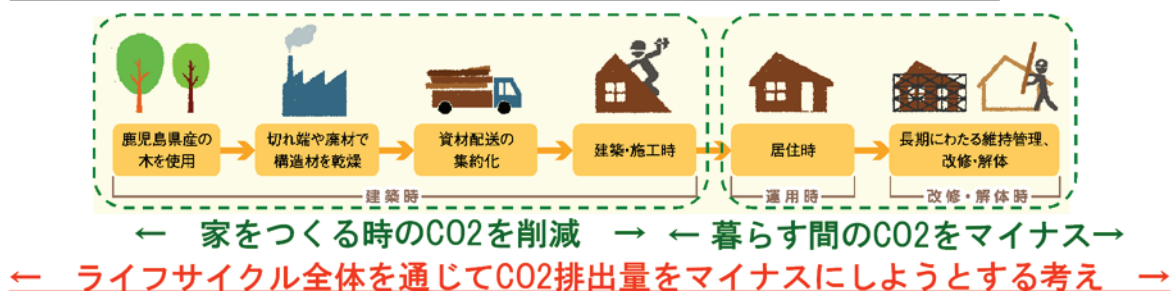 鹿児島県産の
木を使用
切れ端や廃材で
構造材を乾燥
資材配送の
集約化
建築・施工時
居住時
長期にわたる維持管理、
改修・解体
建築時
運用時
改修・解体時
← 家をつくる時のCO2を削減 →
← 暮らす間のCO2をマイナス→
← ライフサイクル全体を通じてCO2排出量をマイナスにしようとする考え →